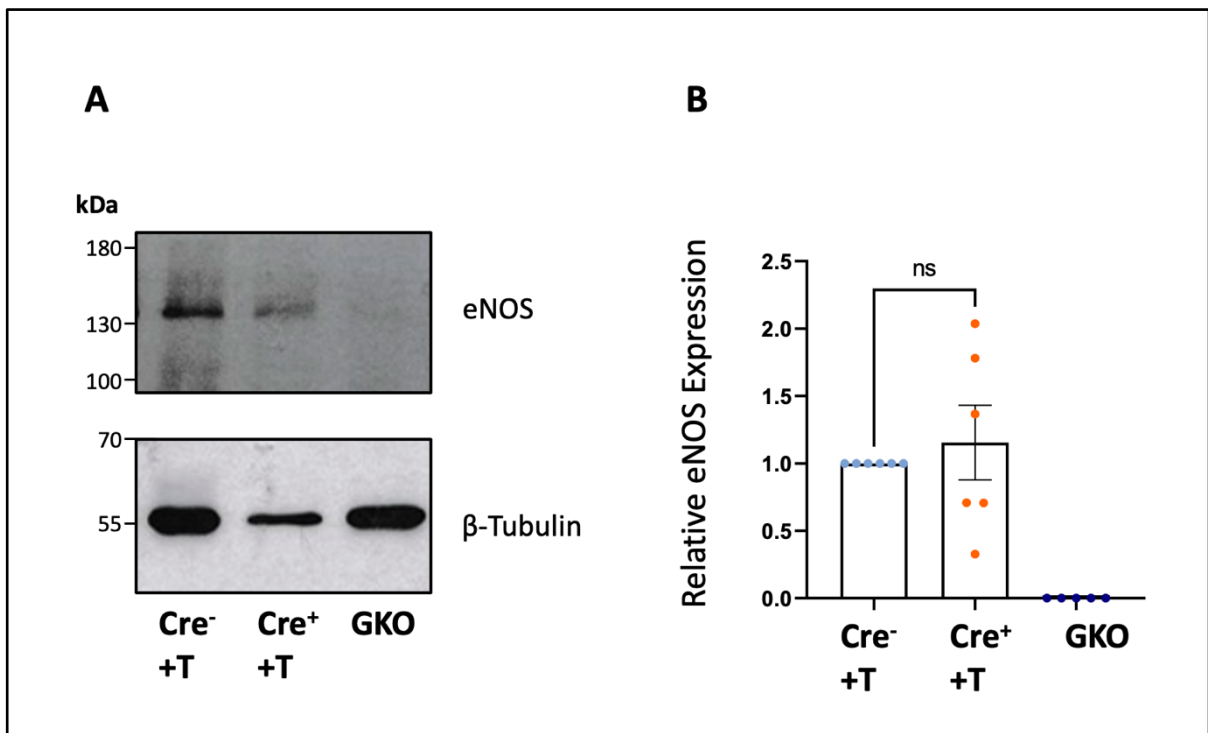 A
kDa
180
130
100
eNOS
70
55
β-Tubulin
Cre⁻ Cre⁺ GKO
+T +T
B
Relative eNOS Expression
2.5
2.0
1.5
1.0
0.5
0.0
ns
Cre⁻ Cre⁺ GKO
+T +T